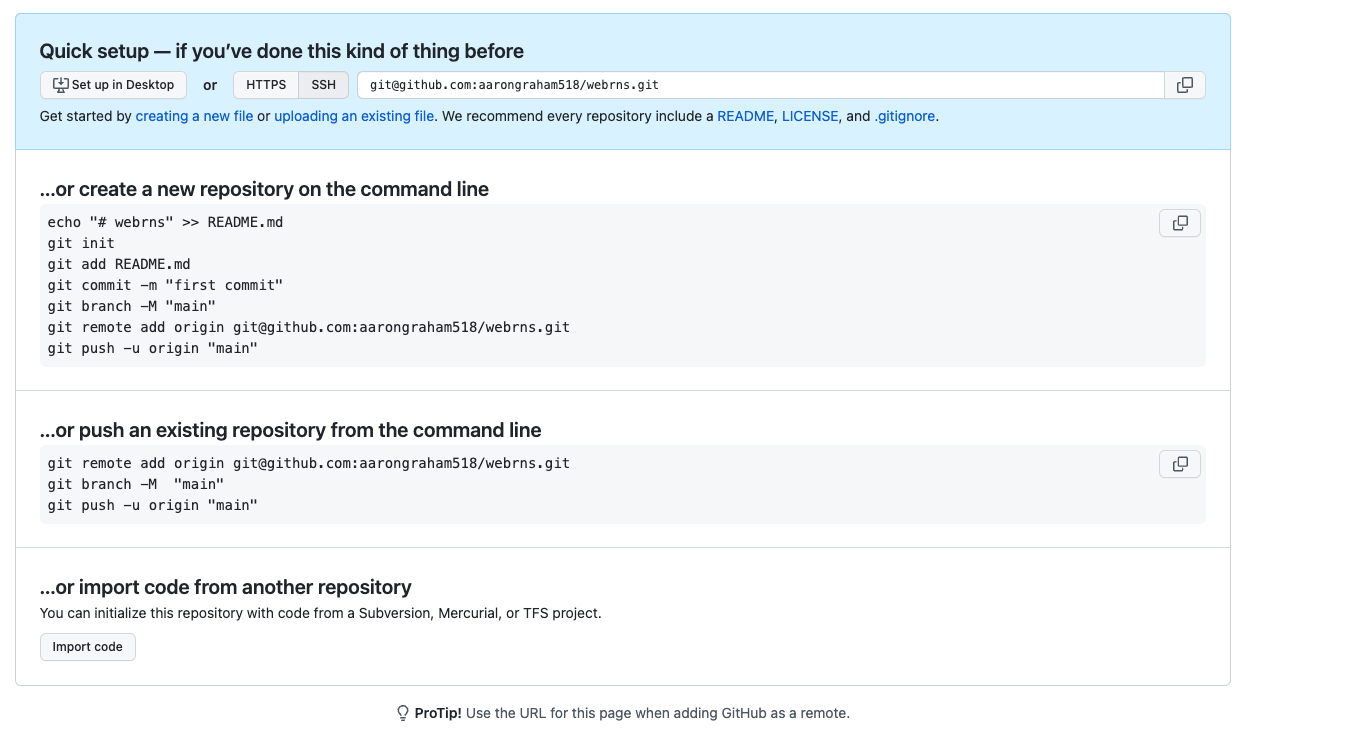 Quick setup — if you’ve done this kind of thing before
Set up in Desktop or HTTPS SSH git@github.com:aarongraham518/webrns.git
Get started by creating a new file or uploading an existing file. We recommend every repository include a README, LICENSE, and .gitignore.
…or create a new repository on the command line
echo "# webrns" >> README.md
git init
git add README.md
git commit -m "first commit"
git branch -M "main"
git remote add origin git@github.com:aarongraham518/webrns.git
git push -u origin "main"
…or push an existing repository from the command line
git remote add origin git@github.com:aarongraham518/webrns.git
git branch -M  "main"
git push -u origin "main"
…or import code from another repository
You can initialize this repository with code from a Subversion, Mercurial, or TFS project.
Import code
ProTip! Use the URL for this page when adding GitHub as a remote.